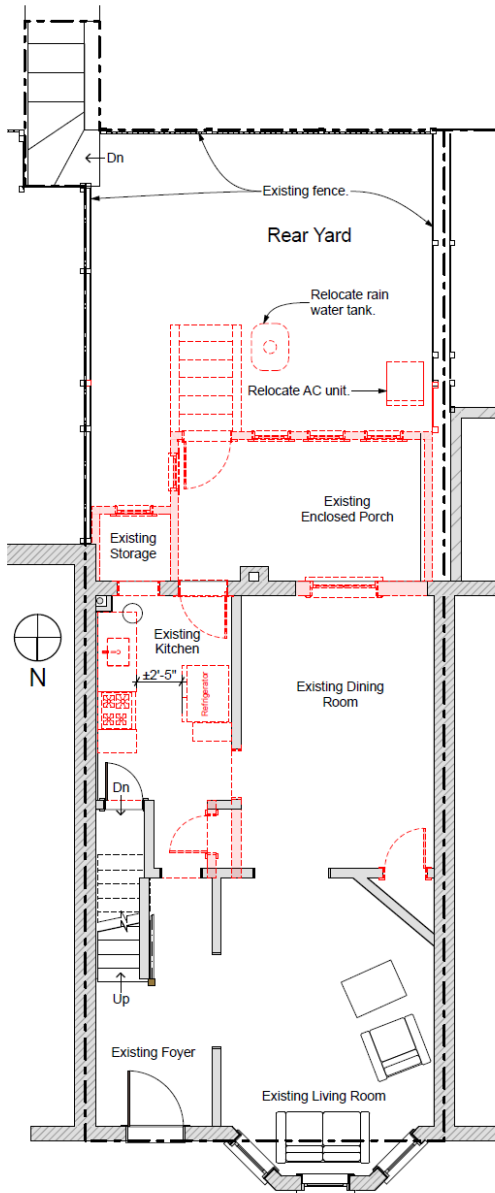 Dn
Existing fence.
Rear Yard
Relocate rain
water tank.
Relocate AC unit.
Existing
Enclosed Porch
Existing
Storage
Existing
Kitchen
N
±2'-5"
Refrigerator
Existing Dining
Room
Dn
Up
Existing Foyer
Existing Living Room